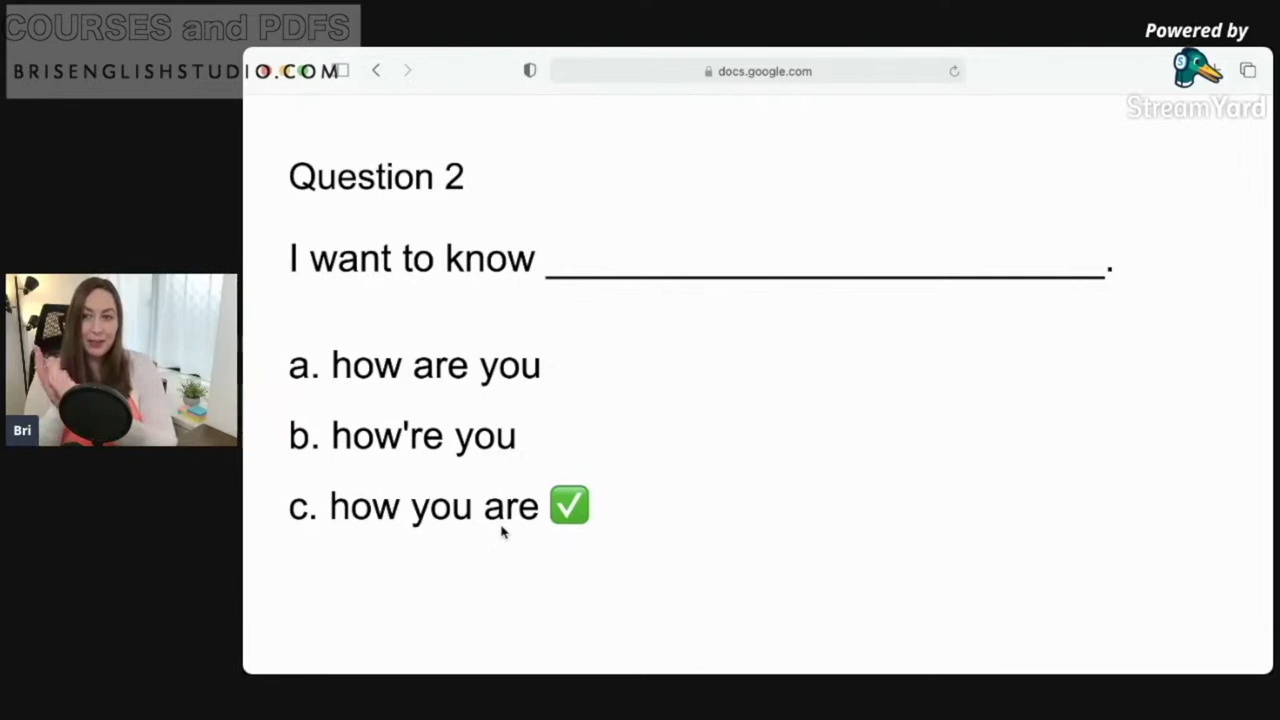 COURSES and PDFS
BRISENGLISHSTUDIO.COM
docs.google.com
Powered by
StreamYard
Question 2
I want to know ____________________________.
a. how are you
b. how're you
c. how you are ✅
Bri